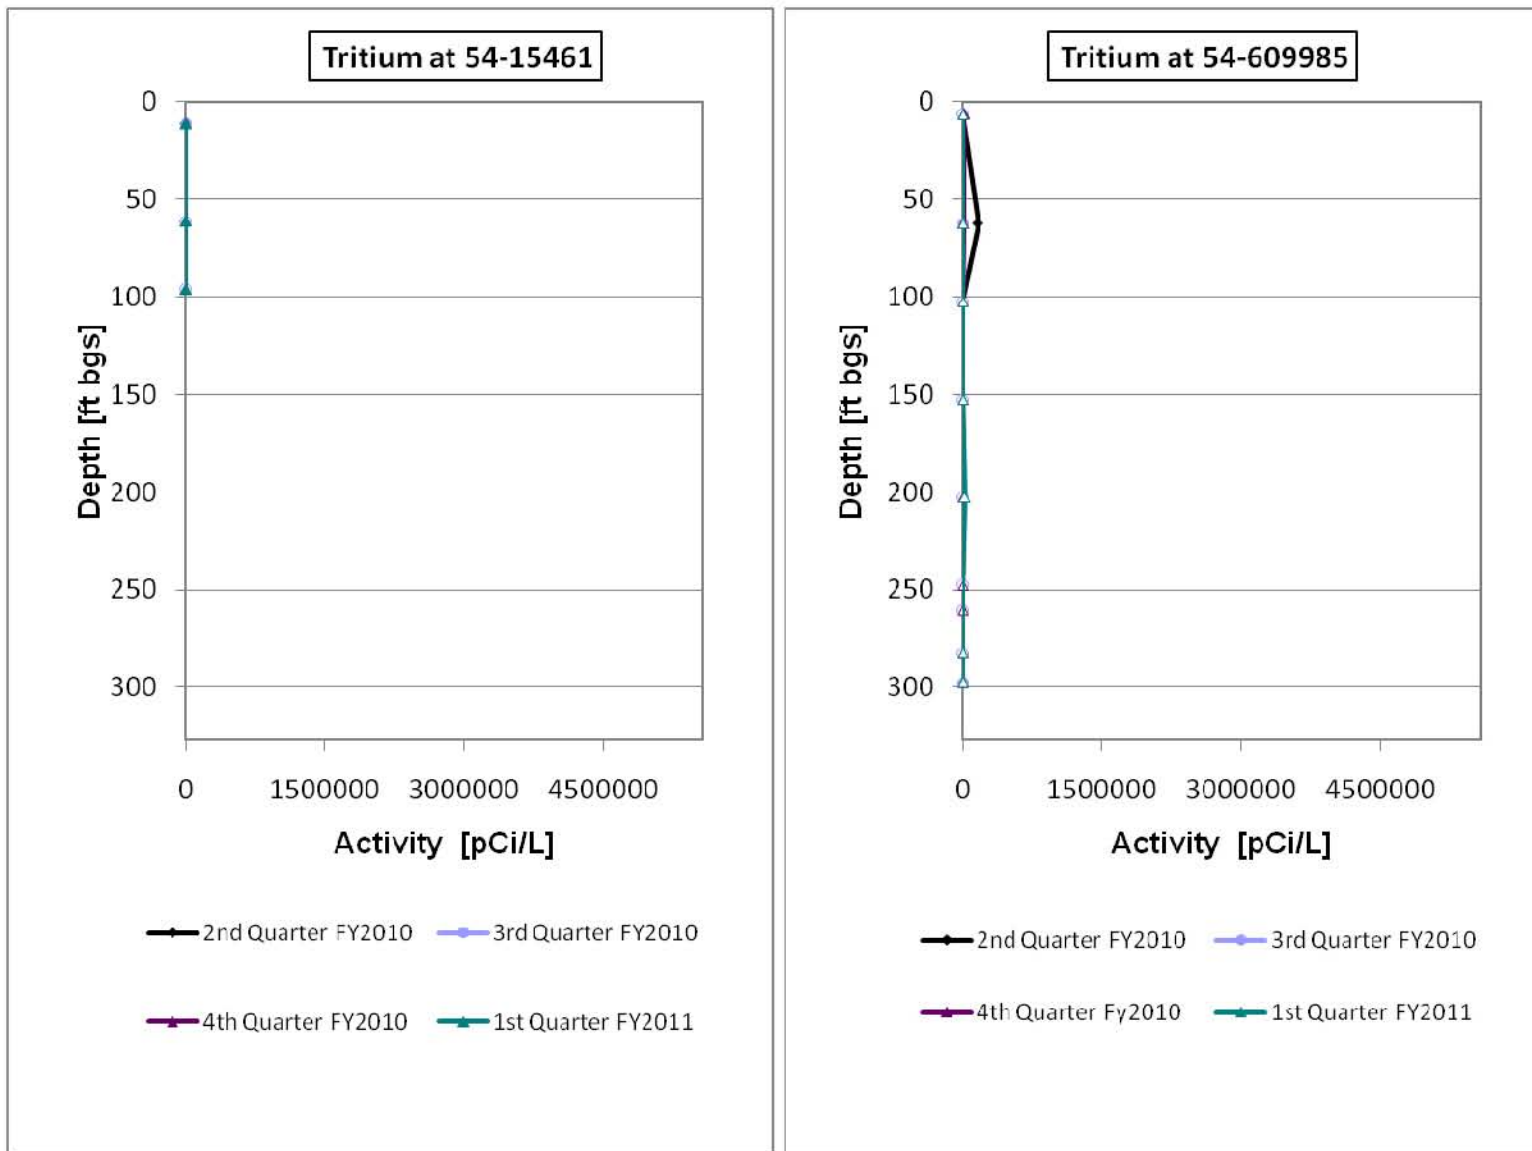 Tritium at 54-15461
0
50
100
150
200
250
300
Depth [ft bgs]
0 1500000 3000000 4500000
Activity [pCi/L]
2nd Quarter FY2010 3rd Quarter FY2010
4th Quarter FY2010 1st Quarter FY2011
Tritium at 54-609985
0
50
100
150
200
250
300
Depth [ft bgs]
0 1500000 3000000 4500000
Activity [pCi/L]
2nd Quarter FY2010 3rd Quarter FY2010
4th Quarter Fy2010 1st Quarter FY2011